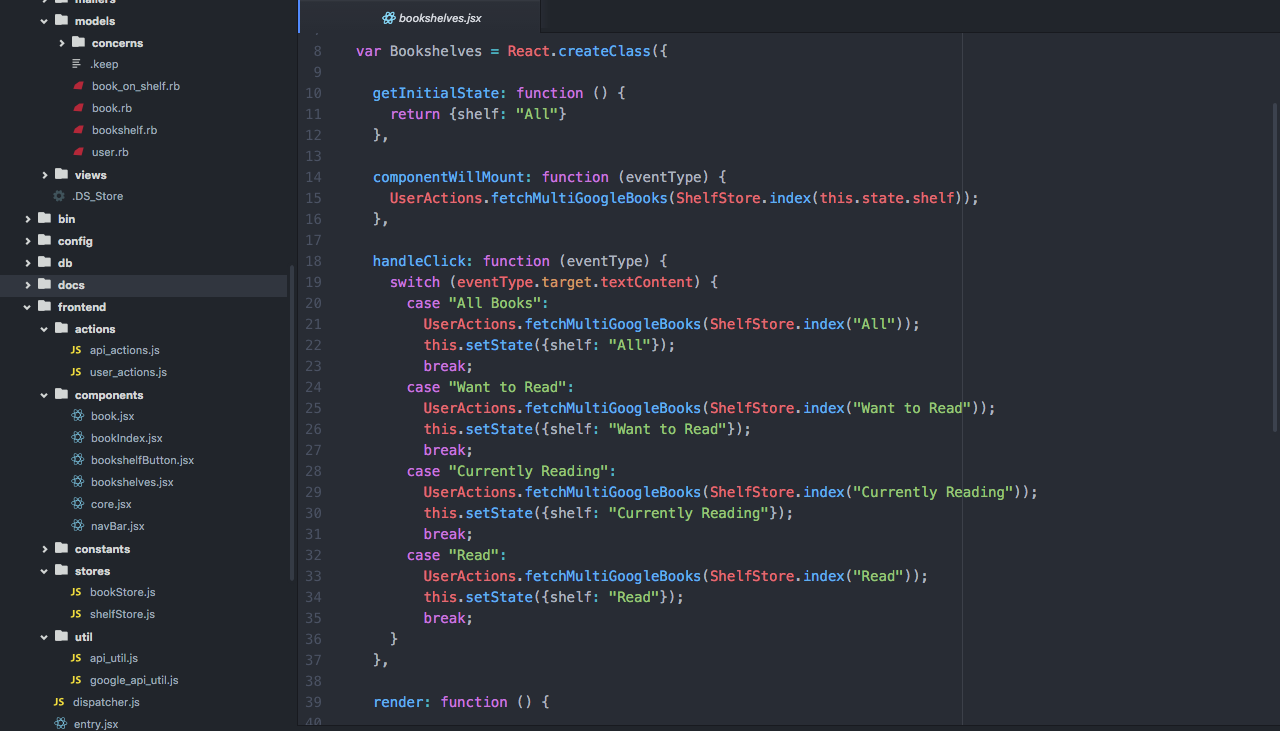 mailers
models
concerns
.keep
book_on_shelf.rb
book.rb
bookshelf.rb
user.rb
views
.DS_Store
bin
config
db
docs
frontend
actions
JS api_actions.js
JS user_actions.js
components
book.jsx
bookIndex.jsx
bookshelfButton.jsx
bookshelves.jsx
core.jsx
navBar.jsx
constants
stores
JS bookStore.js
JS shelfStore.js
util
JS api_util.js
JS google_api_util.js
JS dispatcher.js
entry.jsx
bookshelves.jsx
8 var Bookshelves = React.createClass({
9
10 getInitialState: function () {
11 return {shelf: "All"}
12 },
13
14 componentWillMount: function (eventType) {
15 UserActions.fetchMultiGoogleBooks(ShelfStore.index(this.state.shelf));
16 },
17
18 handleClick: function (eventType) {
19 switch (eventType.target.textContent) {
20 case "All Books":
21 UserActions.fetchMultiGoogleBooks(ShelfStore.index("All"));
22 this.setState({shelf: "All"});
23 break;
24 case "Want to Read":
25 UserActions.fetchMultiGoogleBooks(ShelfStore.index("Want to Read"));
26 this.setState({shelf: "Want to Read"});
27 break;
28 case "Currently Reading":
29 UserActions.fetchMultiGoogleBooks(ShelfStore.index("Currently Reading"));
30 this.setState({shelf: "Currently Reading"});
31 break;
32 case "Read":
33 UserActions.fetchMultiGoogleBooks(ShelfStore.index("Read"));
34 this.setState({shelf: "Read"});
35 break;
36 }
37 },
38
39 render: function () {
40